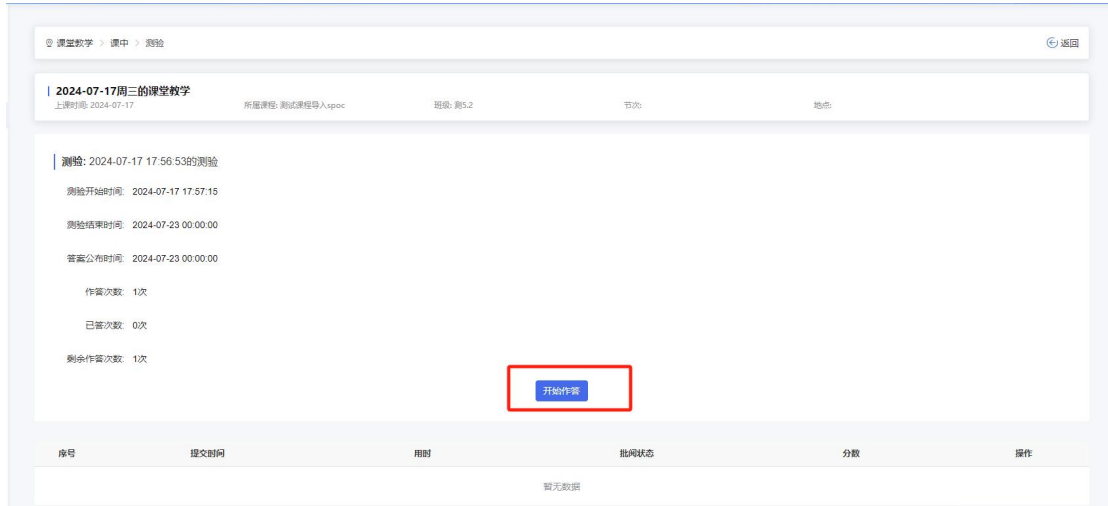 课堂教学 > 课中 > 测验 返回
2024-07-17周三的课堂教学
上课时间: 2024-07-17 所属课程: 测试课程导入spoc 班级: 测5.2 节次: 地点:
测验: 2024-07-17 17:56:53的测验
测验开始时间: 2024-07-17 17:57:15
测验结束时间: 2024-07-23 00:00:00
答案公布时间: 2024-07-23 00:00:00
作答次数: 1次
已答次数: 0次
剩余作答次数: 1次
开始作答
序号 提交时间 用时 批阅状态 分数 操作
暂无数据